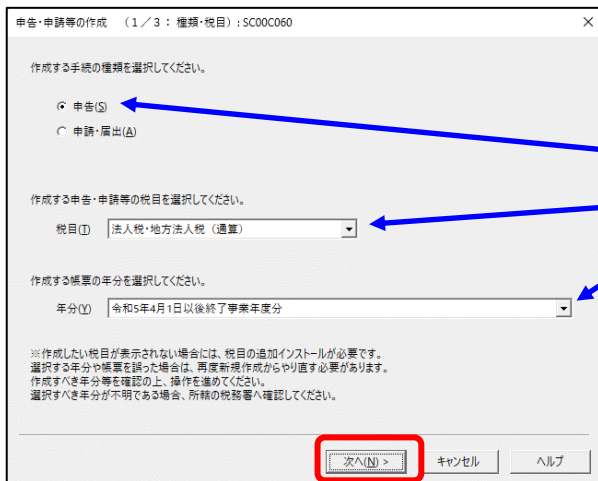 申告・申請等の作成　（１／３：種類・税目）：SC00C060
作成する手続の種類を選択してください。
申告(S)
申請・届出(A)
作成する申告・申請等の税目を選択してください。
税目(T) 法人税・地方法人税（通算）
作成する帳票の年分を選択してください。
年分(Y) 令和5年4月1日以後終了事業年度分
※作成したい税目が表示されない場合には、税目の追加インストールが必要です。
選択する年分や帳票を誤った場合は、再度新規作成からやり直す必要があります。
作成すべき年分等を確認の上、操作を進めてください。
選択すべき年分が不明である場合、所轄の税務署へ確認してください。
次へ(N) > キャンセル ヘルプ